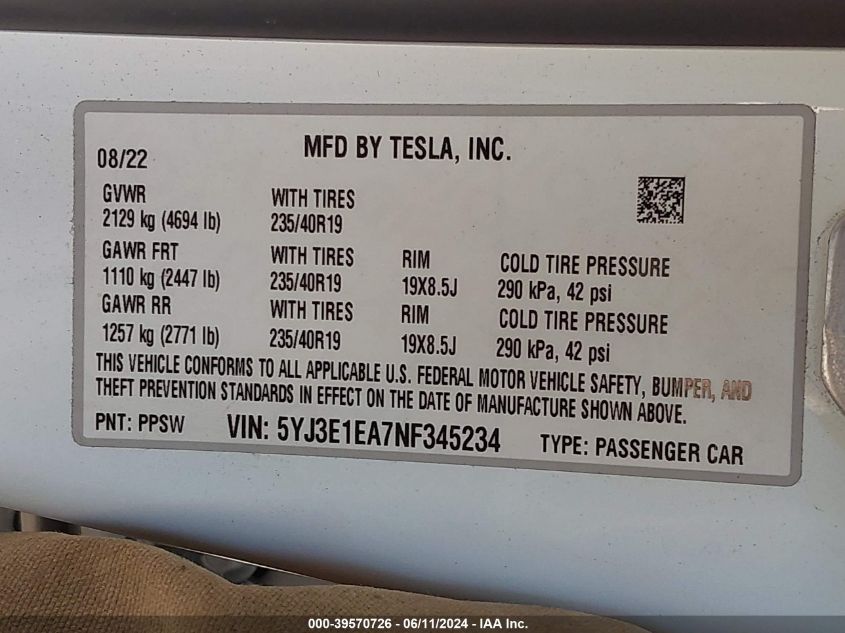 MFD BY TESLA, INC.
08/22
GVWR WITH TIRES
2129 kg (4694 lb) 235/40R19
GAWR FRT WITH TIRES RIM COLD TIRE PRESSURE
1110 kg (2447 lb) 235/40R19 19X8.5J 290 kPa, 42 psi
GAWR RR WITH TIRES RIM COLD TIRE PRESSURE
1257 kg (2771 lb) 235/40R19 19X8.5J 290 kPa, 42 psi
THIS VEHICLE CONFORMS TO ALL APPLICABLE U.S. FEDERAL MOTOR VEHICLE SAFETY, BUMPER, AND
THEFT PREVENTION STANDARDS IN EFFECT ON THE DATE OF MANUFACTURE SHOWN ABOVE.
PNT: PPSW VIN: 5YJ3E1EA7NF345234 TYPE: PASSENGER CAR
000-39570726 - 06/11/2024 - IAA Inc.